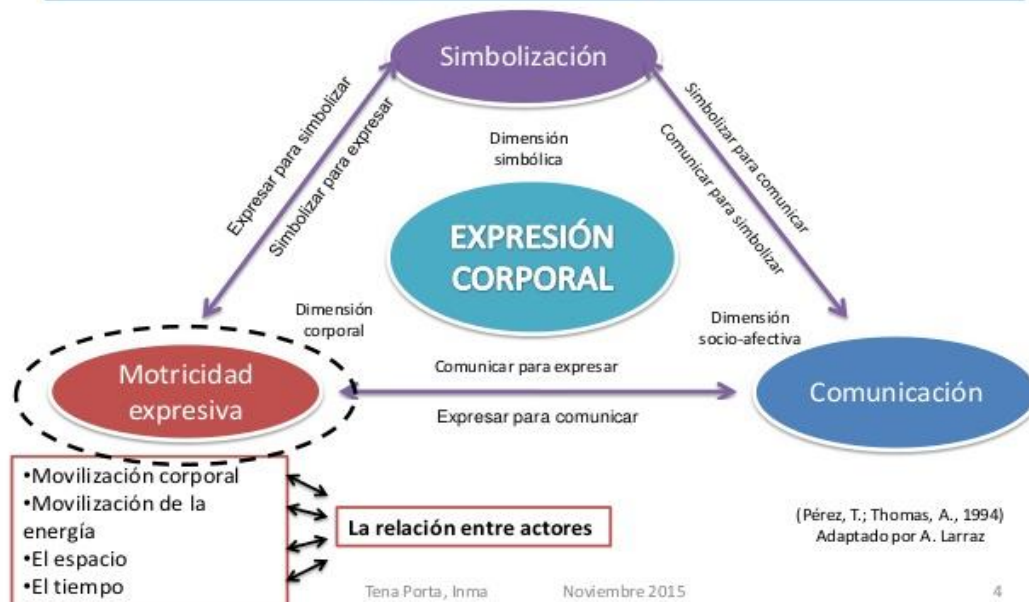 Simbolización
Expresar para simbolizar
Simbolizar para expresar
Simbolizar para comunicar
Comunicar para simbolizar
Dimensión
simbólica
EXPRESIÓN
CORPORAL
Dimensión
corporal
Dimensión
socio-afectiva
Motricidad
expresiva
Comunicar para expresar
Expresar para comunicar
Comunicación
•Movilización corporal
•Movilización de la
energía
•El espacio
•El tiempo
La relación entre actores
(Pérez, T.; Thomas, A., 1994)
Adaptado por A. Larraz
Tena Porta, Inma Noviembre 2015 4